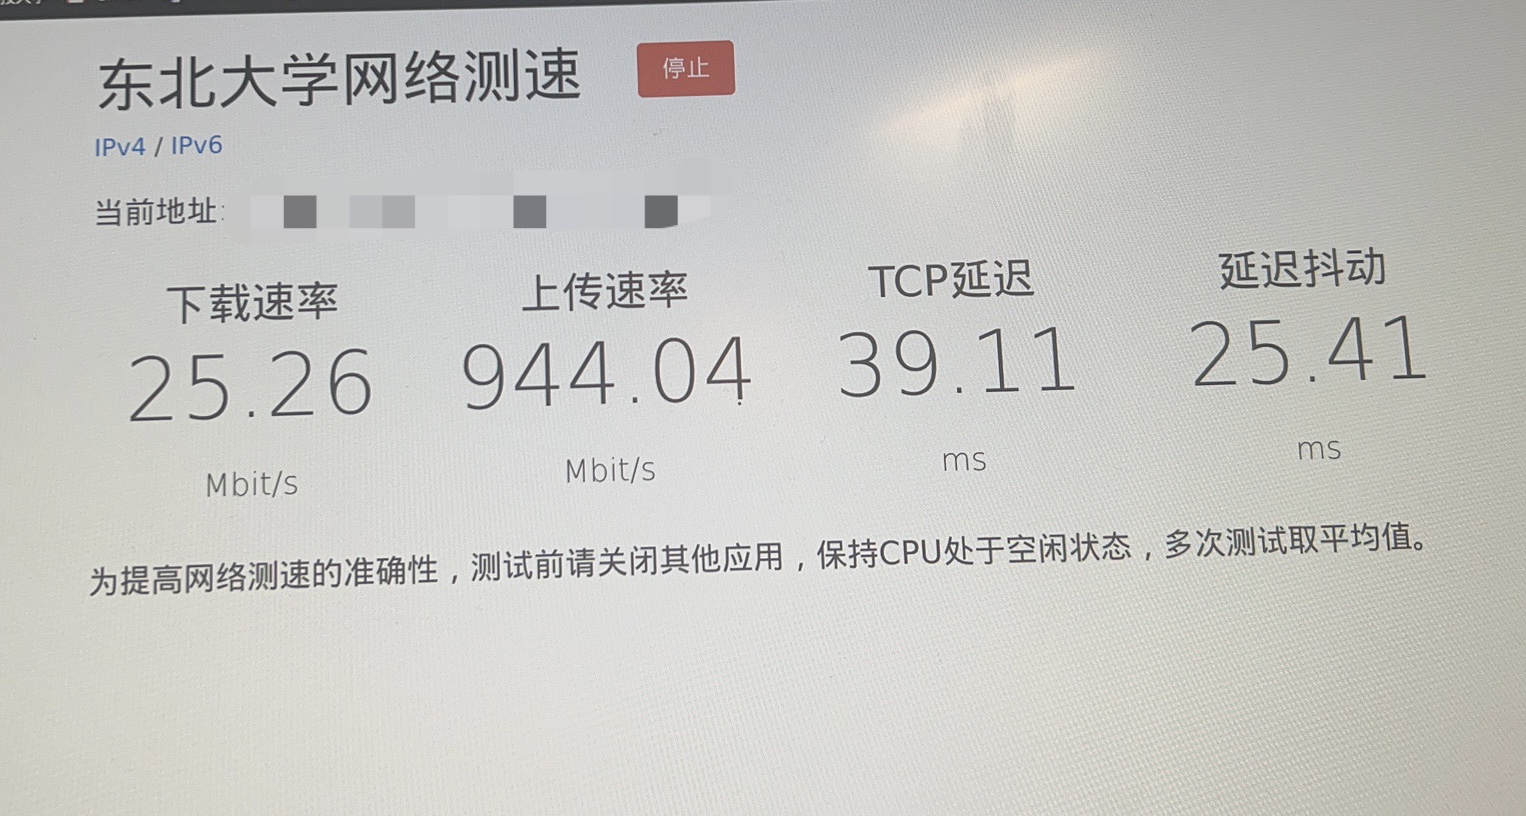 东北大学网络测速 停止
IPv4 / IPv6
当前地址:
下载速率 上传速率 TCP延迟 延迟抖动
25.26 944.04 39.11 25.41
Mbit/s Mbit/s ms ms
为提高网络测速的准确性，测试前请关闭其他应用，保持CPU处于空闲状态，多次测试取平均值。